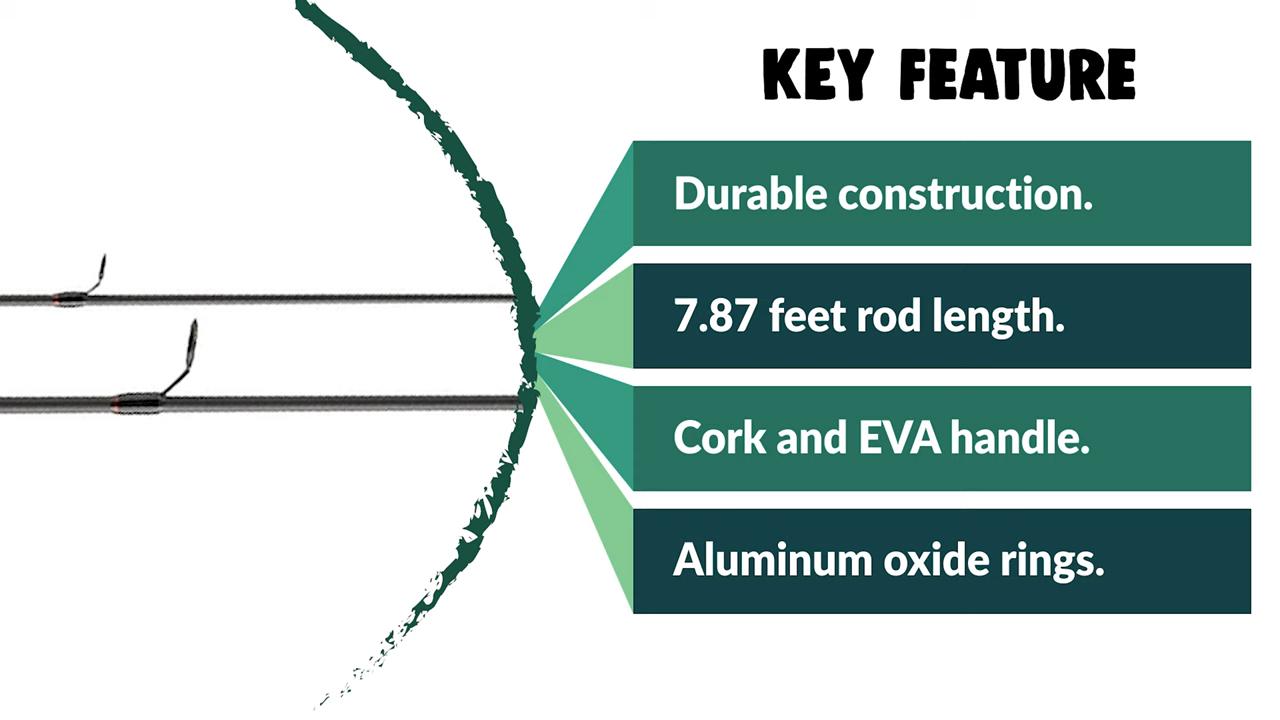 KEY FEATURE
Durable construction.
7.87 feet rod length.
Cork and EVA handle.
Aluminum oxide rings.